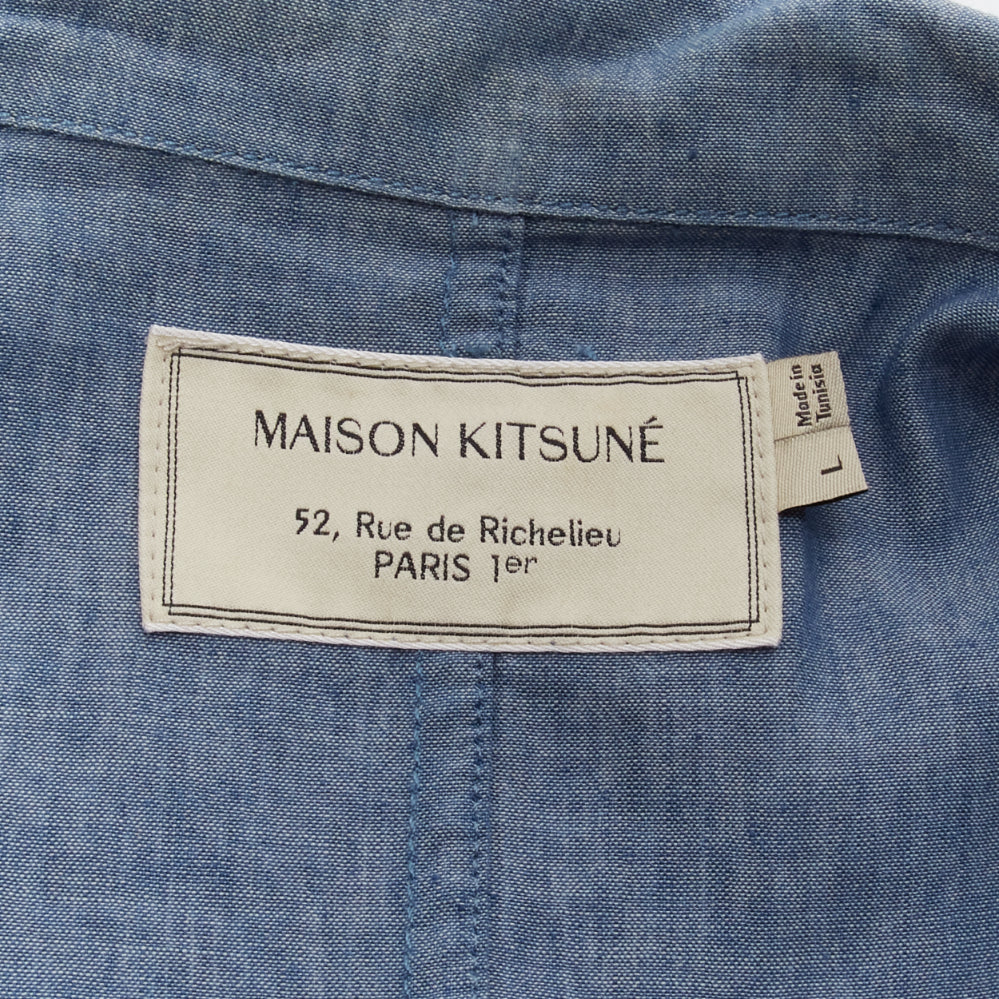 MAISON KITSUNÉ
52, Rue de Richelieu
PARIS 1er
Made in
Tunisia
L